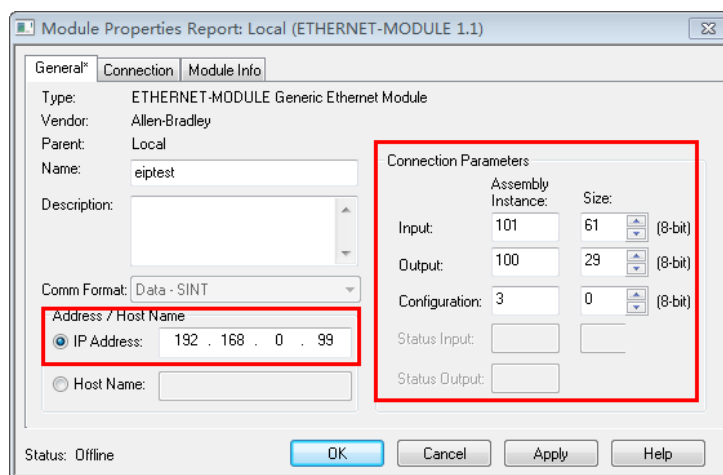 Module Properties Report: Local (ETHERNET-MODULE 1.1)
General* Connection Module Info
Type: ETHERNET-MODULE Generic Ethernet Module
Vendor: Allen-Bradley
Parent: Local
Name: eiptest
Description:
Comm Format: Data - SINT
Address / Host Name
IP Address: 192 . 168 . 0 . 99
Host Name:
Connection Parameters
Assembly Instance: Size:
Input: 101 61 (8-bit)
Output: 100 29 (8-bit)
Configuration: 3 0 (8-bit)
Status Input:
Status Output:
Status: Offline
OK Cancel Apply Help